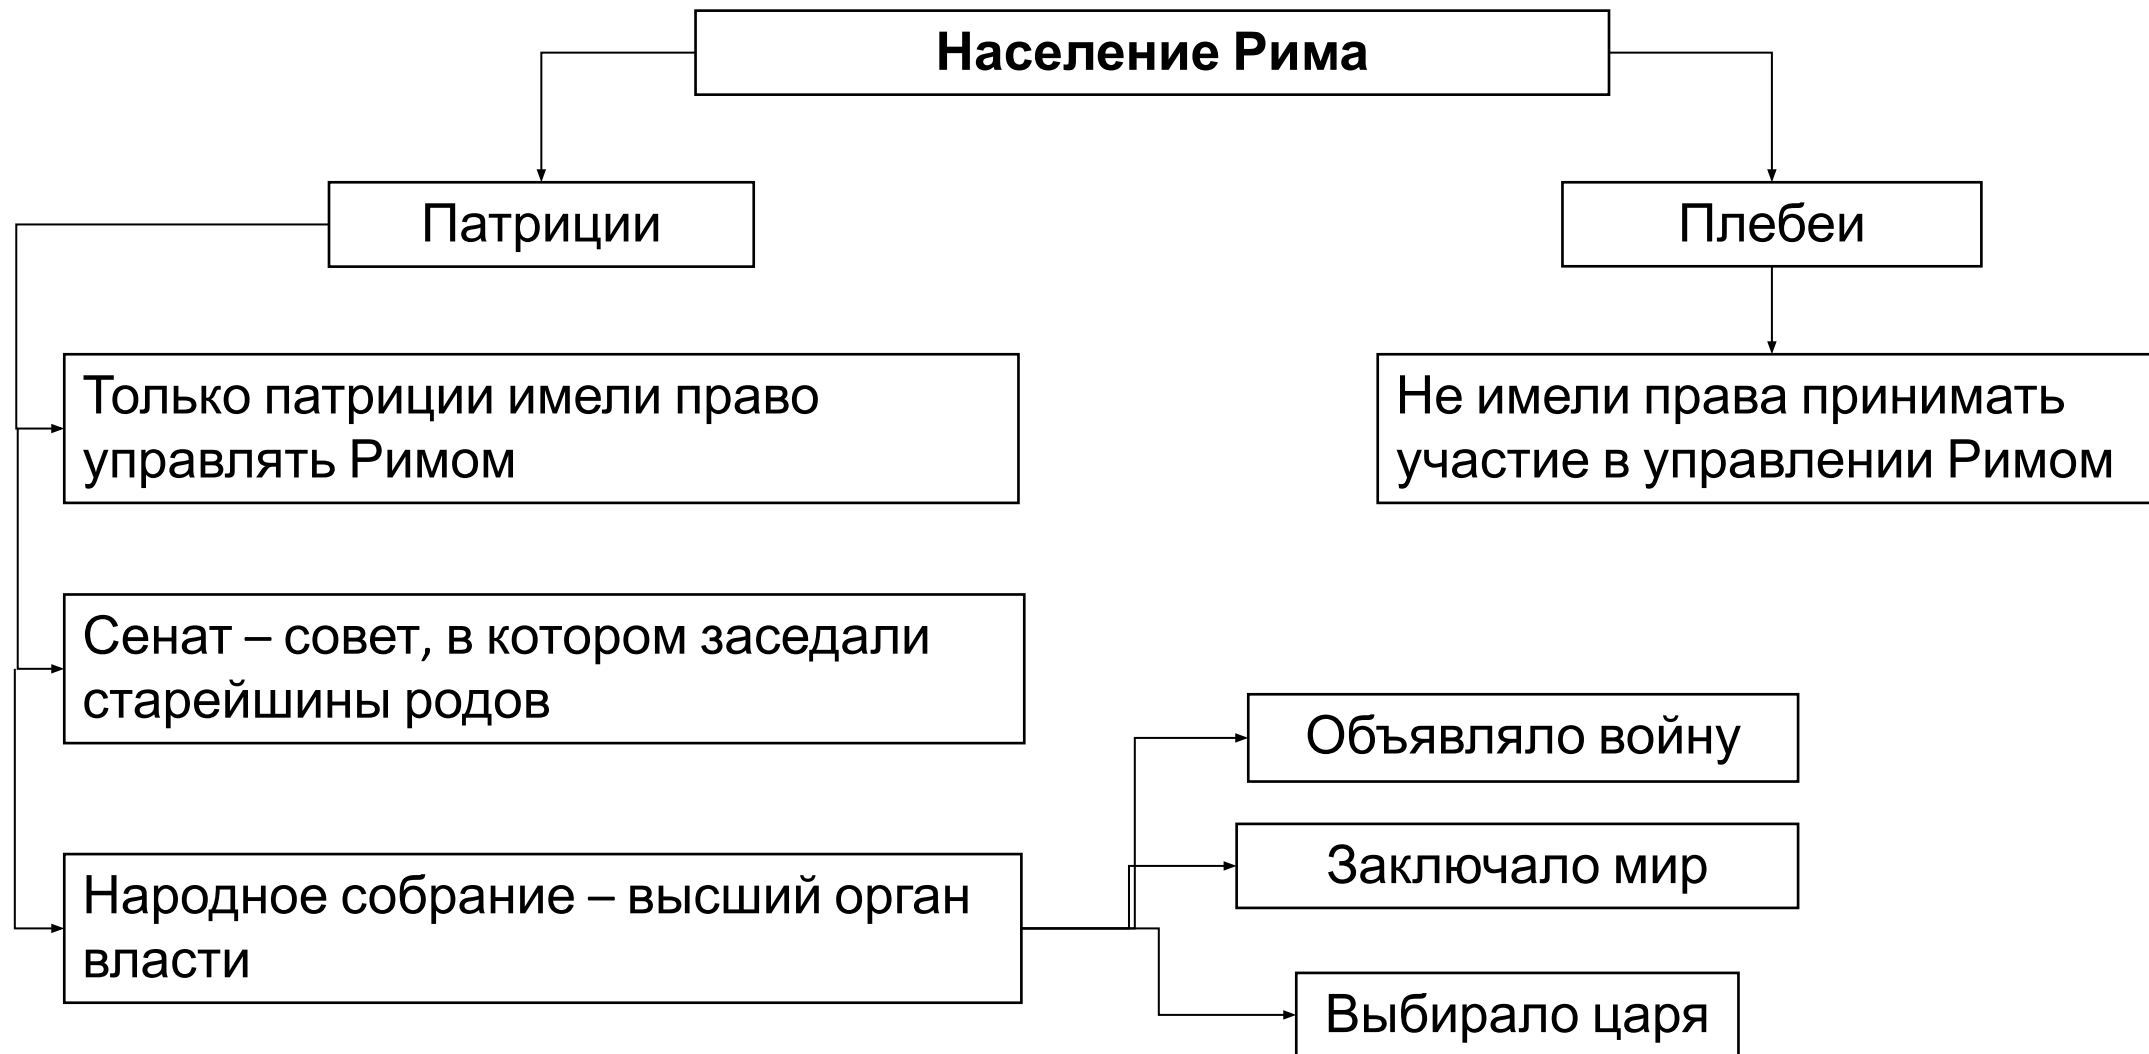 Население Рима
Патриции
Плебеи
Только патриции имели право
управлять Римом
Не имели права принимать
участие в управлении Римом
Сенат – совет, в котором заседали
старейшины родов
Объявляло войну
Заключало мир
Народное собрание – высший орган
власти
Выбирало царя